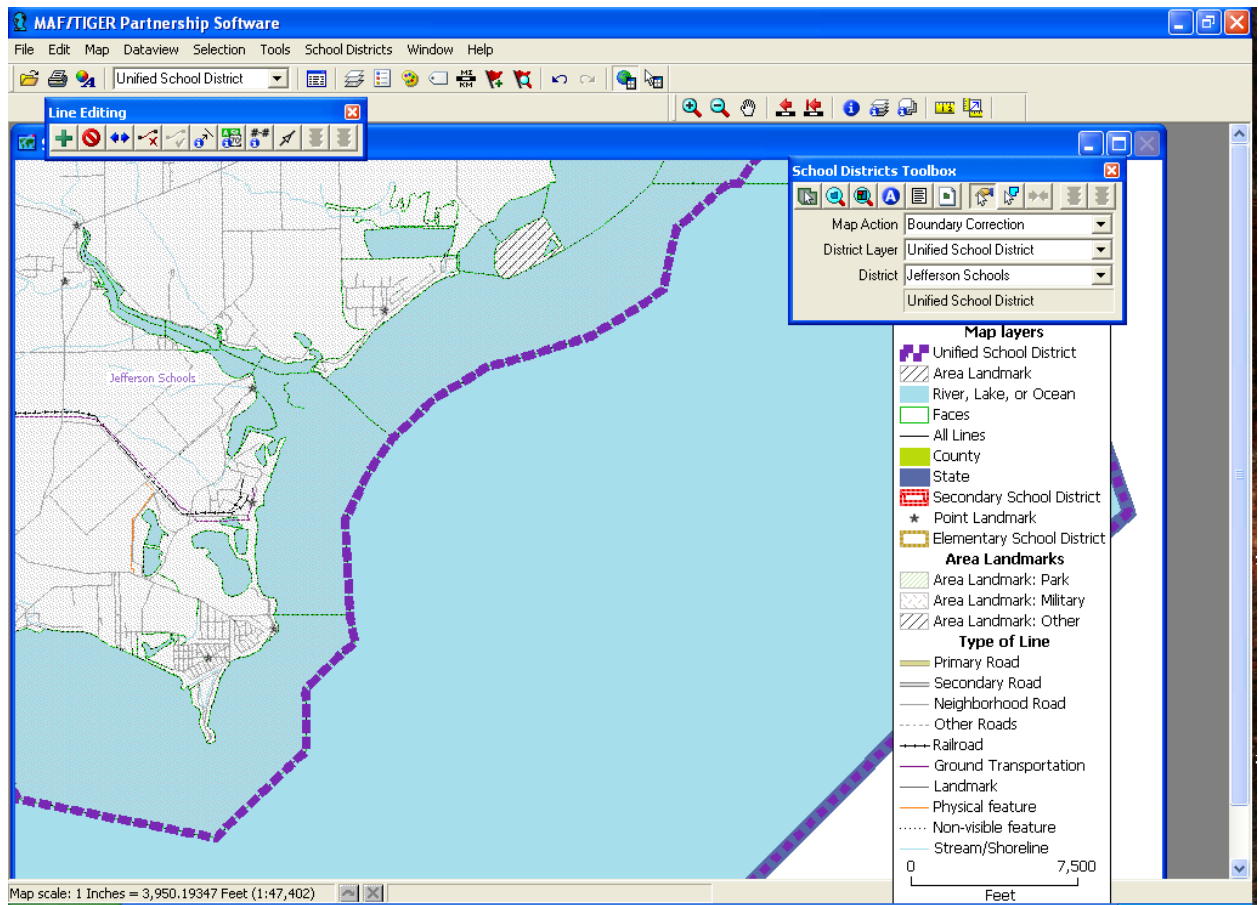 MAF/TIGER Partnership Software
File Edit Map Dataview Selection Tools School Districts Window Help
Unified School District
MI
KM
Line Editing
School Districts Toolbox
Map Action Boundary Correction
District Layer Unified School District
District Jefferson Schools
Unified School District
Jefferson Schools
Map layers
Unified School District
Area Landmark
River, Lake, or Ocean
Faces
All Lines
County
State
Secondary School District
Point Landmark
Elementary School District
Area Landmarks
Area Landmark: Park
Area Landmark: Military
Area Landmark: Other
Type of Line
Primary Road
Secondary Road
Neighborhood Road
Other Roads
Railroad
Ground Transportation
Landmark
Physical feature
Non-visible feature
Stream/Shoreline
0 7,500
Feet
Map scale: 1 Inches = 3,950.19347 Feet (1:47,402)